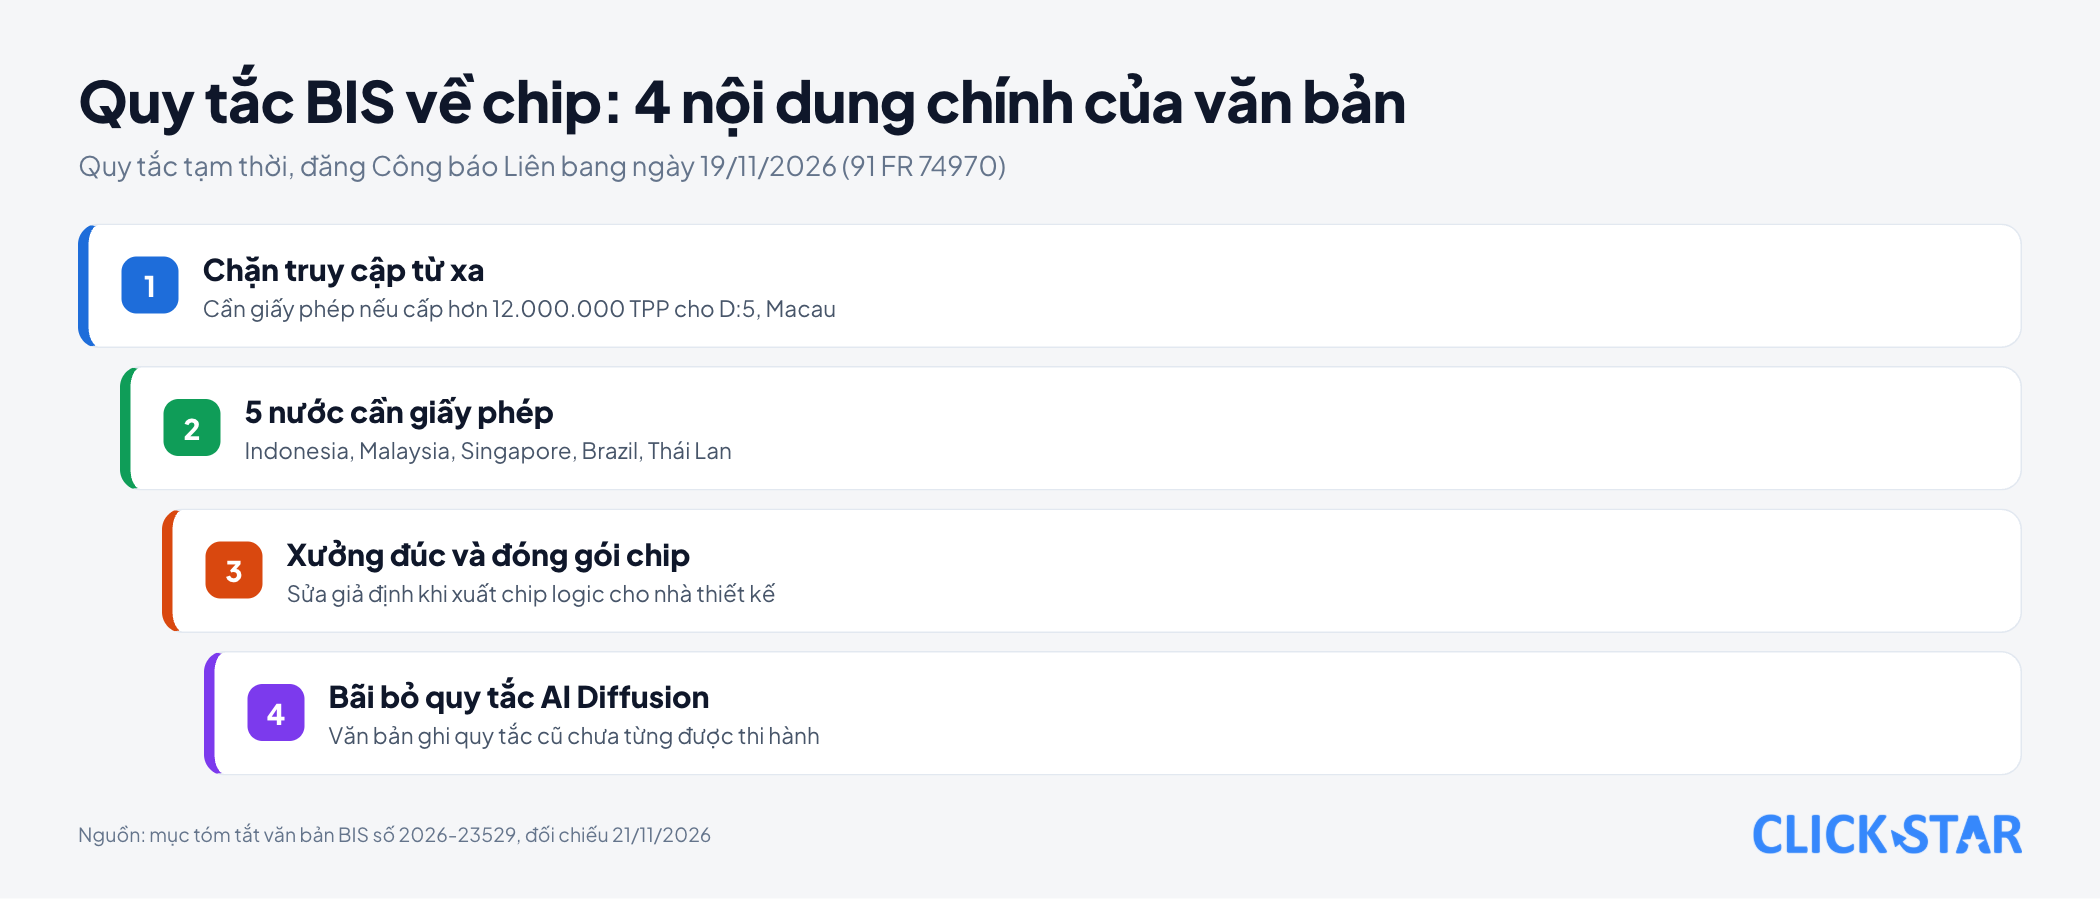 Quy tắc BIS về chip: 4 nội dung chính của văn bản
Quy tắc tạm thời, đăng Công báo Liên bang ngày 19/11/2026 (91 FR 74970)
1
Chặn truy cập từ xa
Cần giấy phép nếu cấp hơn 12.000.000 TPP cho D:5, Macau
2
5 nước cần giấy phép
Indonesia, Malaysia, Singapore, Brazil, Thái Lan
3
Xưởng đúc và đóng gói chip
Sửa giả định khi xuất chip logic cho nhà thiết kế
4
Bãi bỏ quy tắc AI Diffusion
Văn bản ghi quy tắc cũ chưa từng được thi hành
Nguồn: mục tóm tắt văn bản BIS số 2026-23529, đối chiếu 21/11/2026
CLICK STAR